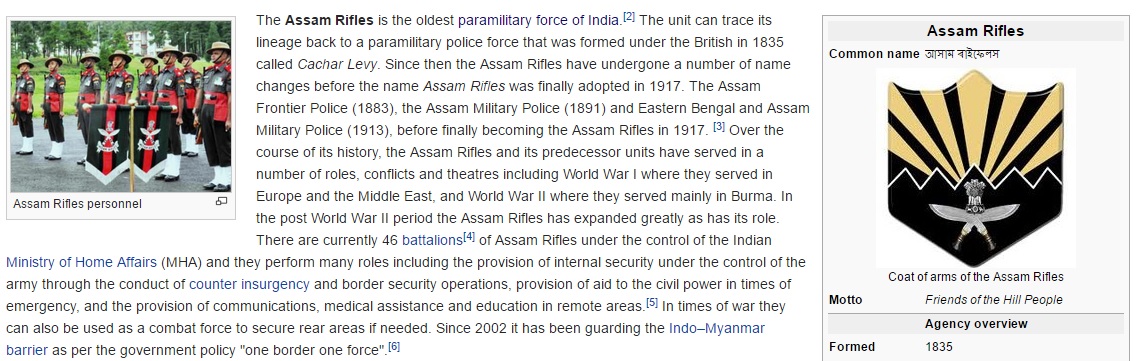 The Assam Rifles is the oldest paramilitary force of India.[2] The unit can trace its
lineage back to a paramilitary police force that was formed under the British in 1835
called Cachar Levy. Since then the Assam Rifles have undergone a number of name
changes before the name Assam Rifles was finally adopted in 1917. The Assam
Frontier Police (1883), the Assam Military Police (1891) and Eastern Bengal and Assam
Military Police (1913), before finally becoming the Assam Rifles in 1917. [3] Over the
course of its history, the Assam Rifles and its predecessor units have served in a
number of roles, conflicts and theatres including World War I where they served in
Europe and the Middle East, and World War II where they served mainly in Burma. In
the post World War II period the Assam Rifles has expanded greatly as has its role.
There are currently 46 battalions[4] of Assam Rifles under the control of the Indian
Ministry of Home Affairs (MHA) and they perform many roles including the provision of internal security under the control of the
army through the conduct of counter insurgency and border security operations, provision of aid to the civil power in times of
emergency, and the provision of communications, medical assistance and education in remote areas.[5] In times of war they
can also be used as a combat force to secure rear areas if needed. Since 2002 it has been guarding the Indo–Myanmar
barrier as per the government policy "one border one force".[6]
Assam Rifles personnel
Assam Rifles
Common name আসাম ৰাইফেলস
Coat of arms of the Assam Rifles
Motto Friends of the Hill People
Agency overview
Formed 1835